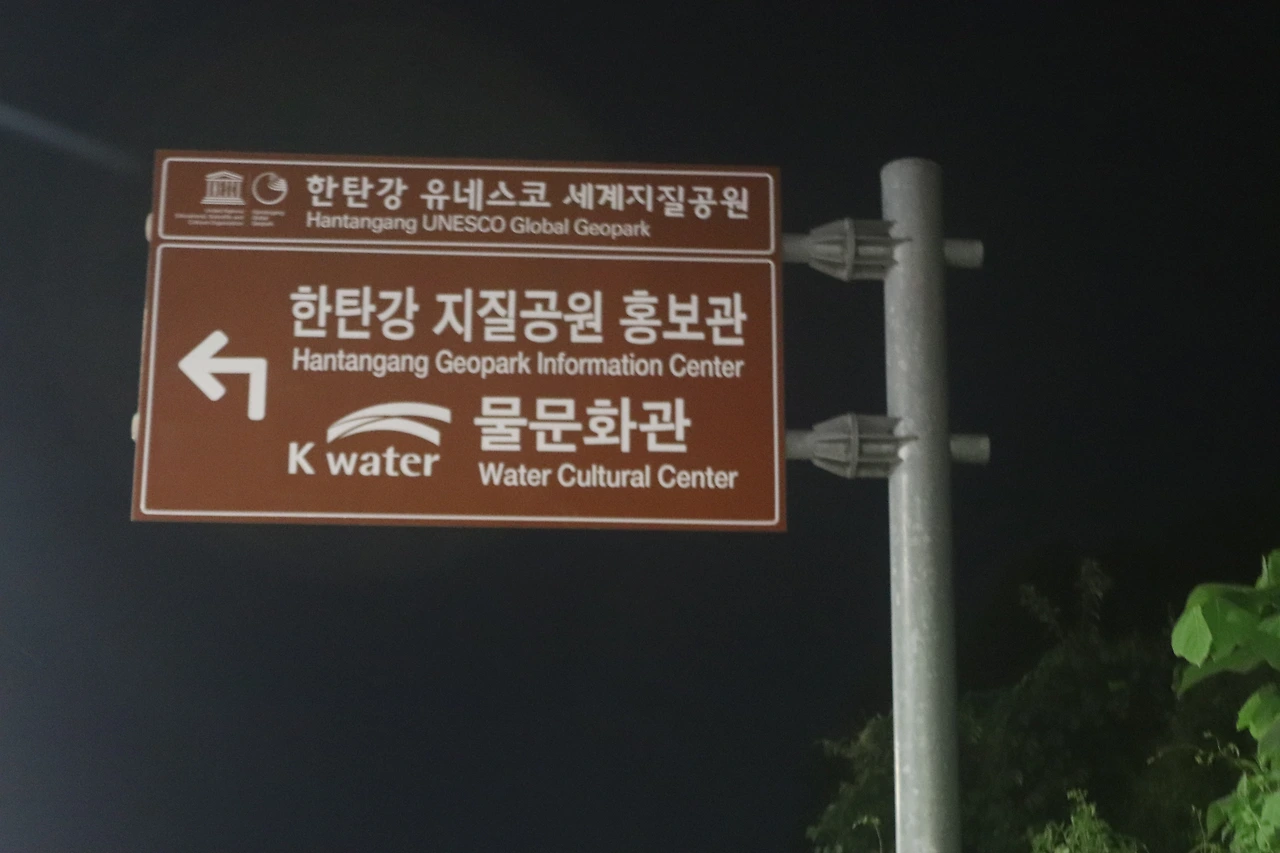 한탄강 유네스코 세계지질공원
Hantangang UNESCO Global Geopark
한탄강 지질공원 홍보관
Hantangang Geopark Information Center
K water
물문화관
Water Cultural Center